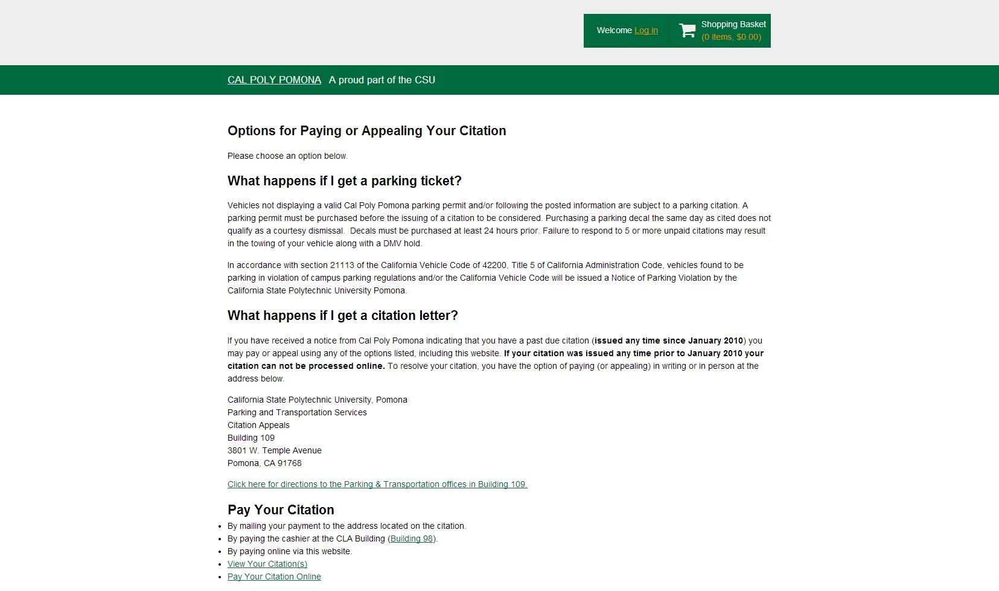 Welcome Log in
Shopping Basket
(0 items, $0.00)
CAL POLY POMONA A proud part of the CSU
Options for Paying or Appealing Your Citation
Please choose an option below.
What happens if I get a parking ticket?
Vehicles not displaying a valid Cal Poly Pomona parking permit and/or following the posted information are subject to a parking citation. A
parking permit must be purchased before the issuing of a citation to be considered. Purchasing a parking decal the same day as cited does not
qualify as a courtesy dismissal.  Decals must be purchased at least 24 hours prior. Failure to respond to 5 or more unpaid citations may result
in the towing of your vehicle along with a DMV hold.
In accordance with section 21113 of the California Vehicle Code of 42200, Title 5 of California Administration Code, vehicles found to be
parking in violation of campus parking regulations and/or the California Vehicle Code will be issued a Notice of Parking Violation by the
California State Polytechnic University Pomona.
What happens if I get a citation letter?
If you have received a notice from Cal Poly Pomona indicating that you have a past due citation (issued any time since January 2010) you
may pay or appeal using any of the options listed, including this website. If your citation was issued any time prior to January 2010 your
citation can not be processed online. To resolve your citation, you have the option of paying (or appealing) in writing or in person at the
address below.
California State Polytechnic University, Pomona
Parking and Transportation Services
Citation Appeals
Building 109
3801 W. Temple Avenue
Pomona, CA 91768
Click here for directions to the Parking & Transportation offices in Building 109.
Pay Your Citation
• By mailing your payment to the address located on the citation.
• By paying the cashier at the CLA Building (Building 98).
• By paying online via this website.
• View Your Citation(s)
• Pay Your Citation Online